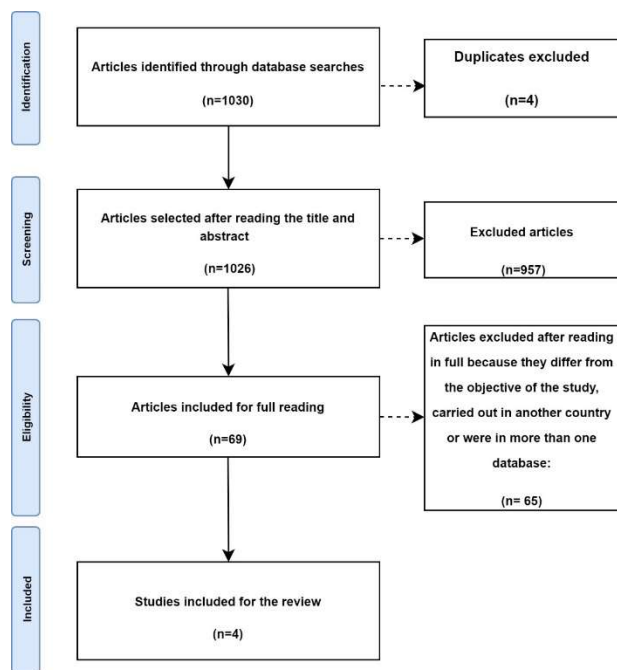 Identification
Articles identified through database searches
(n=1030)
Duplicates excluded
(n=4)
Screening
Articles selected after reading the title and
abstract
(n=1026)
Excluded articles
(n=957)
Eligibility
Articles included for full reading
(n=69)
Articles excluded after reading
in full because they differ from
the objective of the study,
carried out in another country
or were in more than one
database:
(n= 65)
Included
Studies included for the review
(n=4)